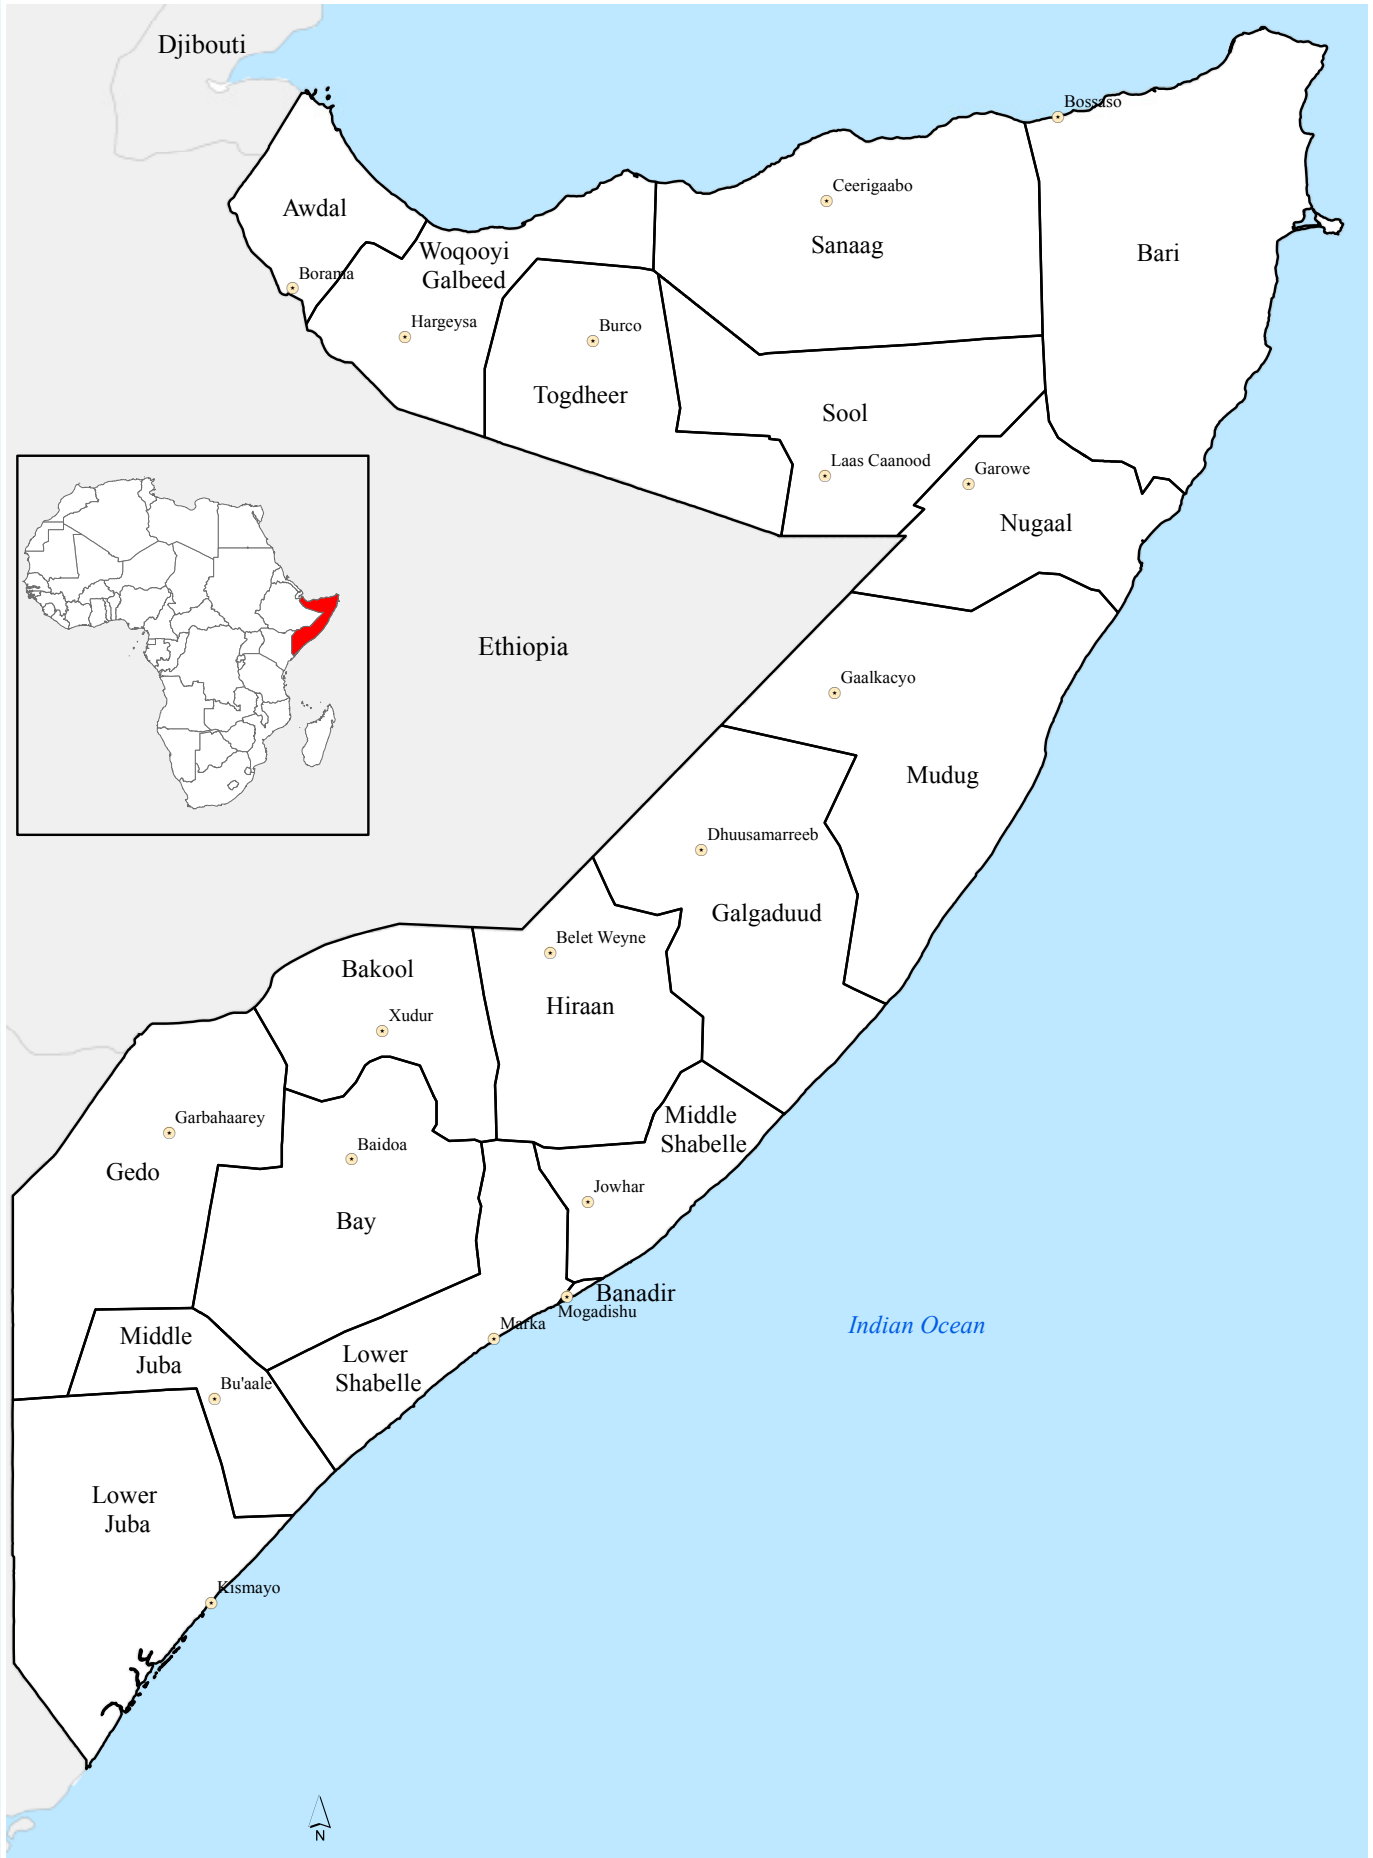 Djibouti
Bossaso
Ceerigaabo
Awdal
Sanaag
Woqooyi
Galbeed
Bari
Borama
Hargeysa
Burco
Togdheer
Sool
Laas Caanood
Garowe
Nugaal
Ethiopia
Gaalkacyo
Mudug
Dhuusamarreeb
Galgaduud
Belet Weyne
Bakool
Hiraan
Xudur
Garbahaarey
Middle
Shabelle
Baidoa
Gedo
Jowhar
Bay
Banadir
Mogadishu
Marka
Indian Ocean
Middle
Juba
Lower
Shabelle
Bu'aale
Lower
Juba
Kismayo
N